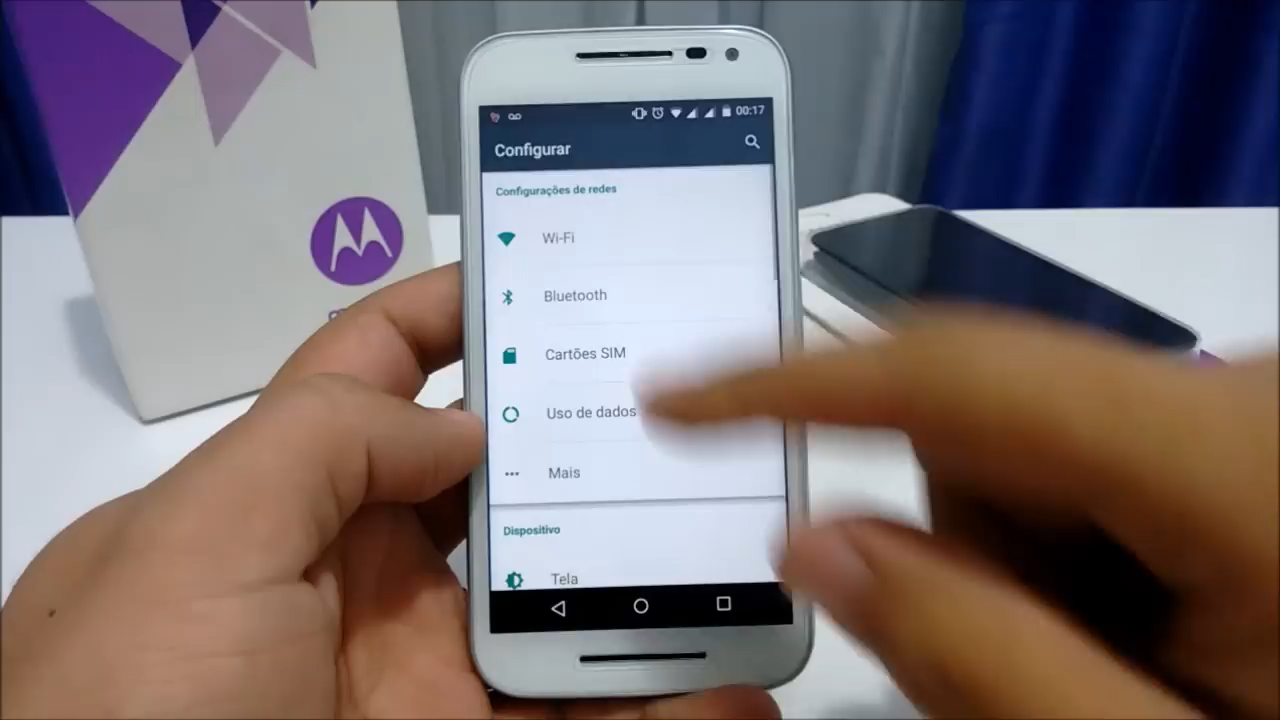 00:17
Configurar
Configurações de redes
Wi-Fi
Bluetooth
Cartões SIM
Uso de dados
Mais
Dispositivo
Tela